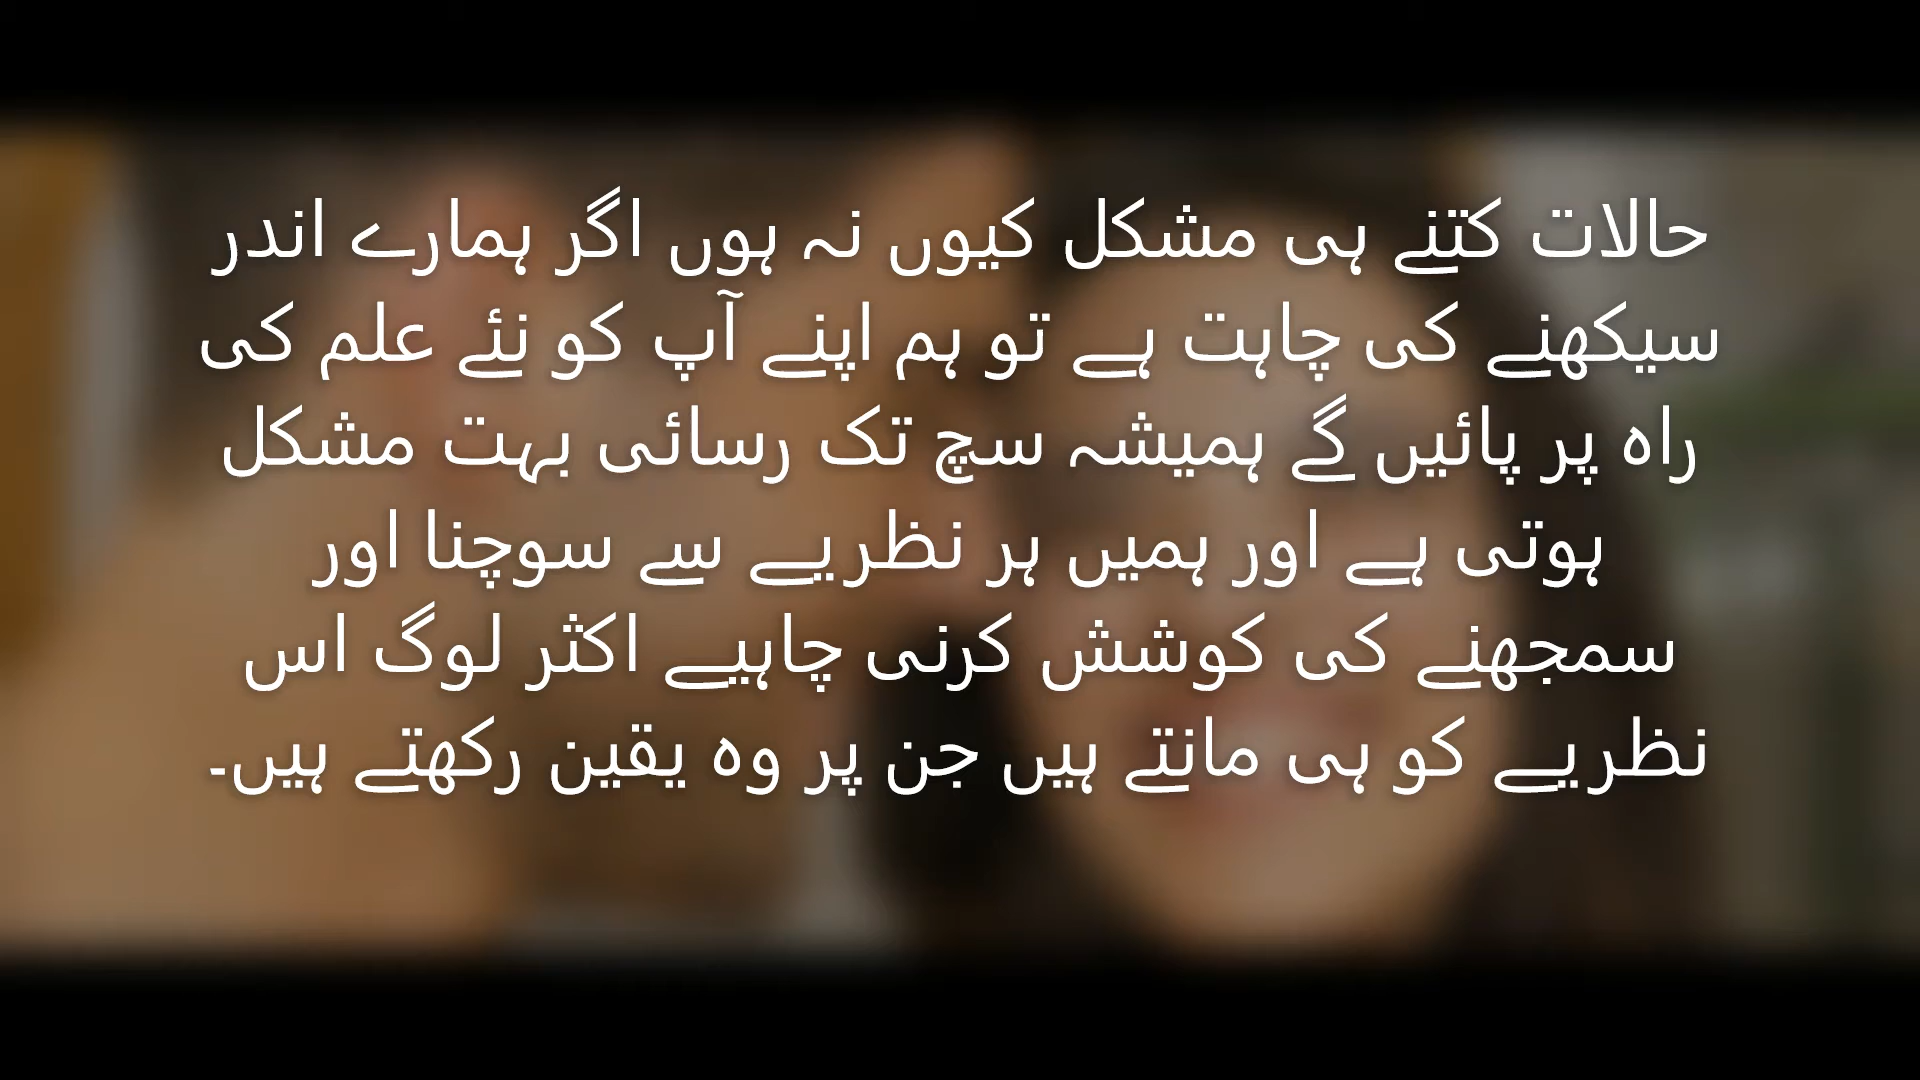 حالات کتنے ہی مشکل کیوں نہ ہوں اگر ہمارے اندر
سیکھنے کی چاہت ہے تو ہم اپنے آپ کو نئے علم کی
راہ پر پائیں گے ہمیشہ سچ تک رسائی بہت مشکل
ہوتی ہے اور ہمیں ہر نظریے سے سوچنا اور
سمجھنے کی کوشش کرنی چاہیے اکثر لوگ اس
نظریے کو ہی مانتے ہیں جن پر وہ یقین رکھتے ہیں۔